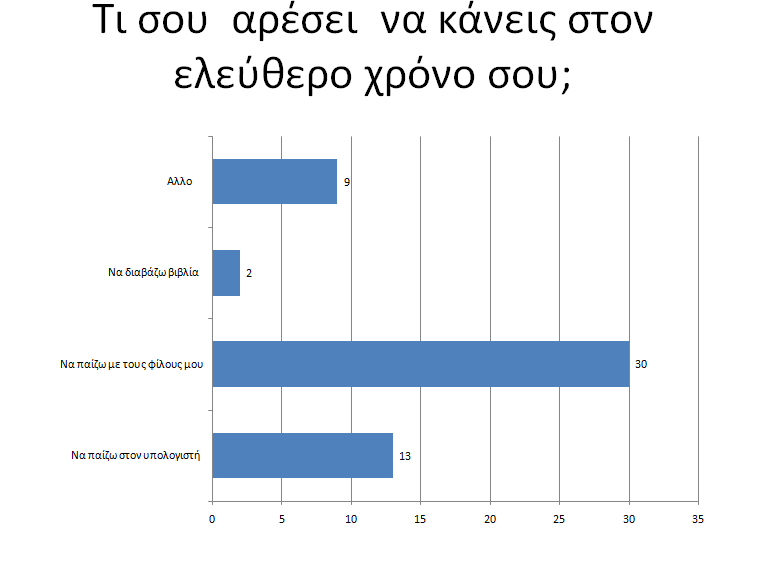 Τι σου αρέσει να κάνεις στον
ελεύθερο χρόνο σου;
Αλλο
9
Να διαβάζω βιβλία
2
Να παίζω με τους φίλους μου
30
Να παίζω στον υπολογιστή
13
0 5 10 15 20 25 30 35